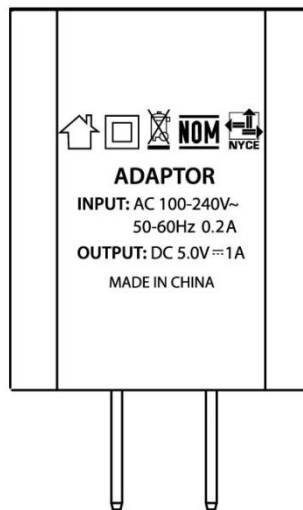 NOM
NYCE
ADAPTOR
INPUT: AC 100-240V~
50-60Hz 0.2A
OUTPUT: DC 5.0V⎓1A
MADE IN CHINA